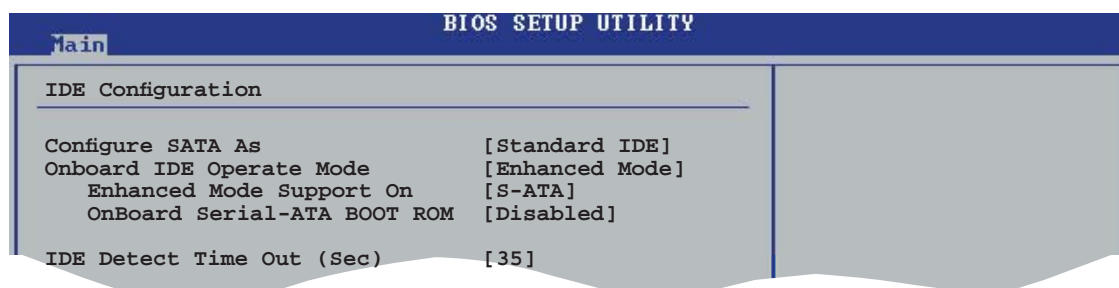 BIOS SETUP UTILITY
Main
IDE Configuration
Configure SATA As [Standard IDE]
Onboard IDE Operate Mode [Enhanced Mode]
Enhanced Mode Support On [S-ATA]
OnBoard Serial-ATA BOOT ROM [Disabled]
IDE Detect Time Out (Sec) [35]